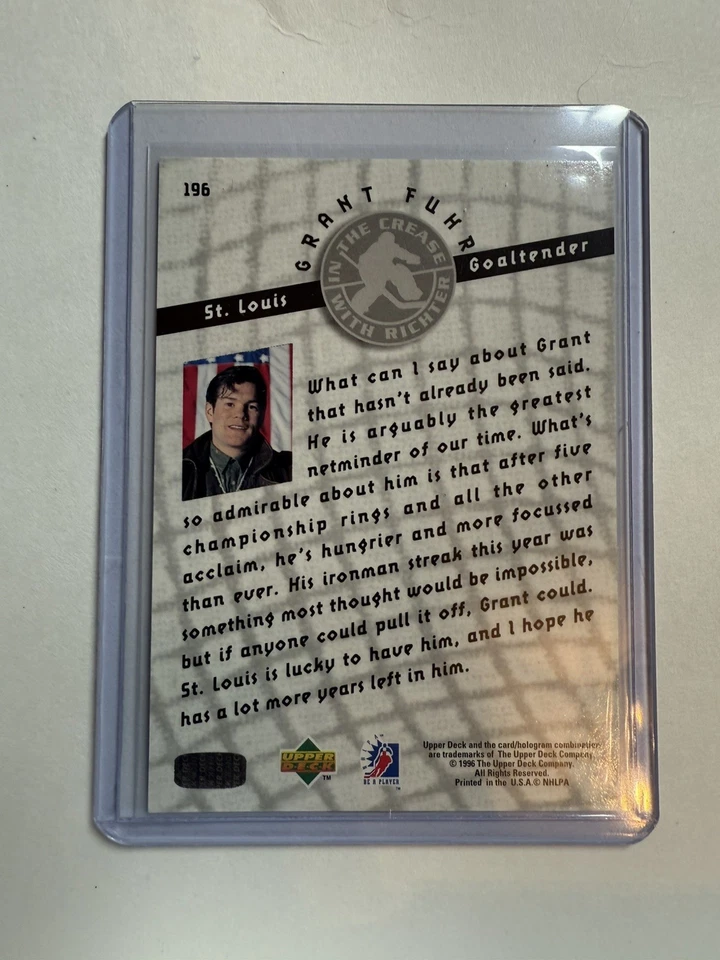 196
GRANT FUHR
IN THE CREASE
WITH RICHTER
St. Louis
Goaltender
What can I say about Grant
that hasn't already been said.
He is arguably the greatest
netminder of our time. What's
so admirable about him is that after five
championship rings and all the other
acclaim, he's hungrier and more focussed
than ever. His ironman streak this year was
something most thought would be impossible,
but if anyone could pull it off, Grant could.
St. Louis is lucky to have him, and I hope he
has a lot more years left in him.
UPPER
DECK
TM
BE A PLAYER
TM
Upper Deck and the card/hologram combination
are trademarks of The Upper Deck Company.
© 1996 The Upper Deck Company.
All Rights Reserved.
Printed in the U.S.A.© NHLPA